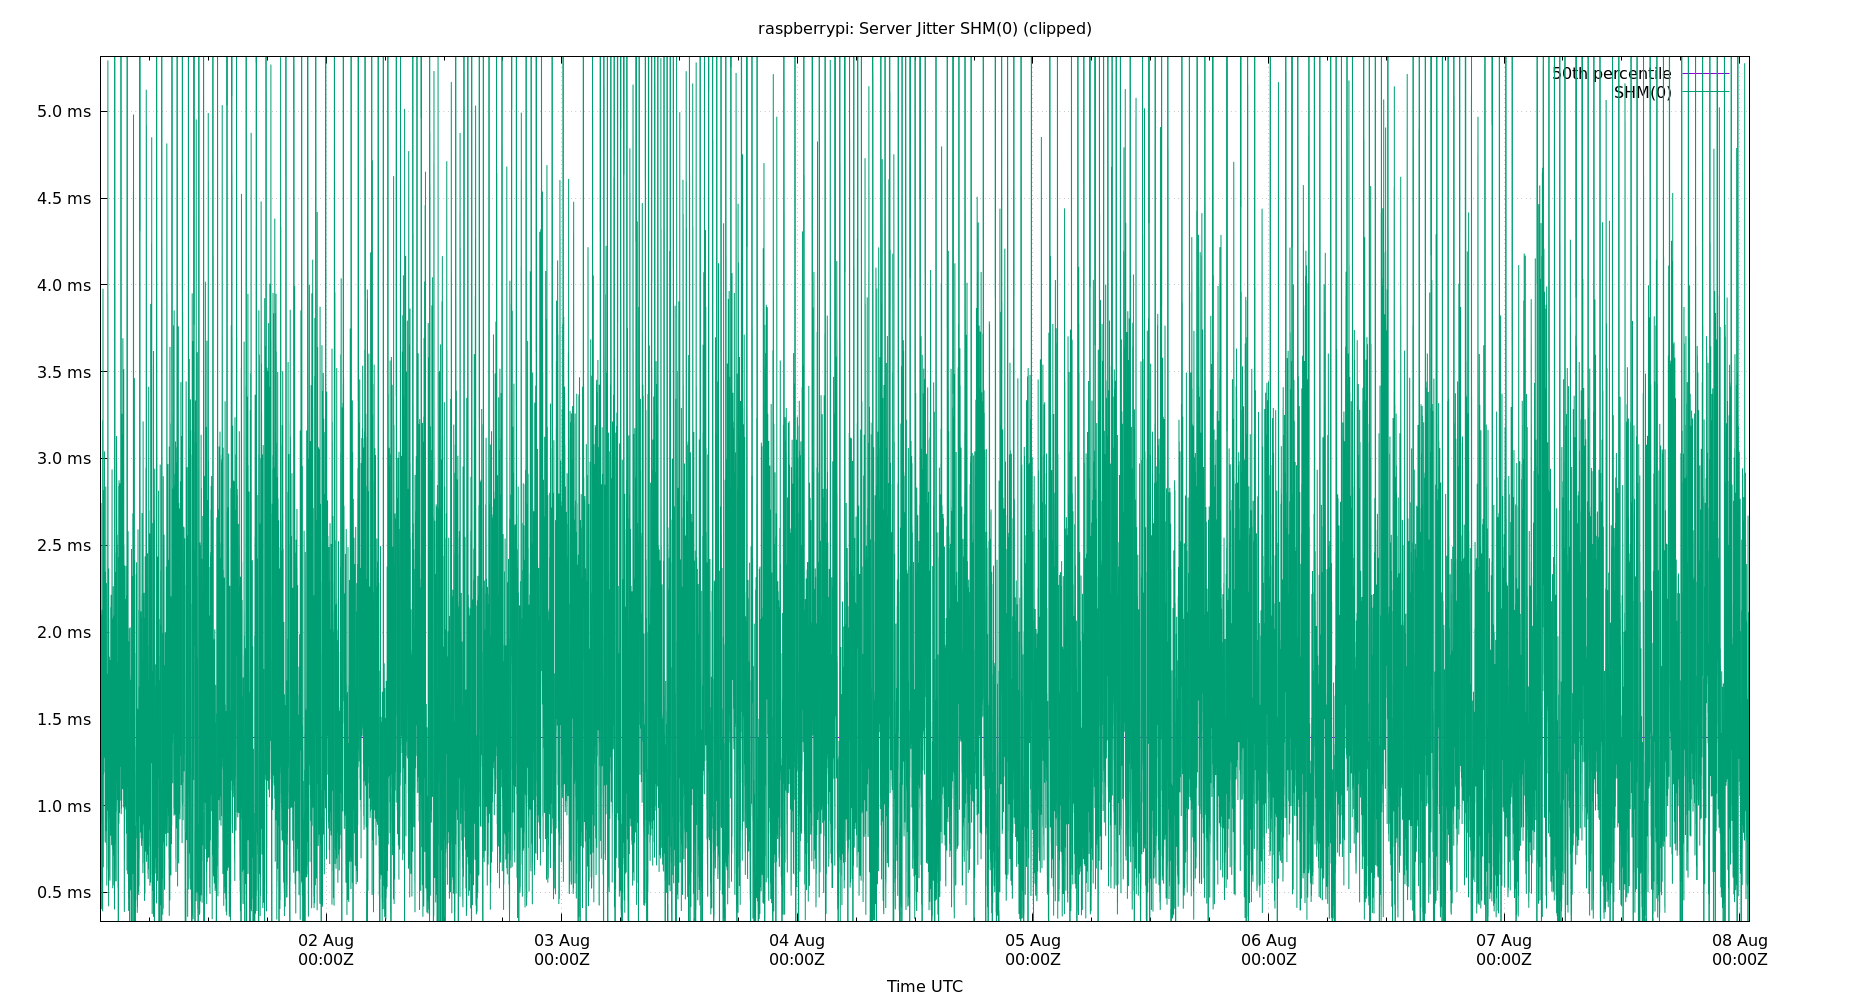 raspberrypi: Server Jitter SHM(0) (clipped)
50th percentile
SHM(0)
5.0 ms
4.5 ms
4.0 ms
3.5 ms
3.0 ms
2.5 ms
2.0 ms
1.5 ms
1.0 ms
0.5 ms
02 Aug 03 Aug 04 Aug 05 Aug 06 Aug 07 Aug 08 Aug
00:00Z 00:00Z 00:00Z 00:00Z 00:00Z 00:00Z 00:00Z
Time UTC